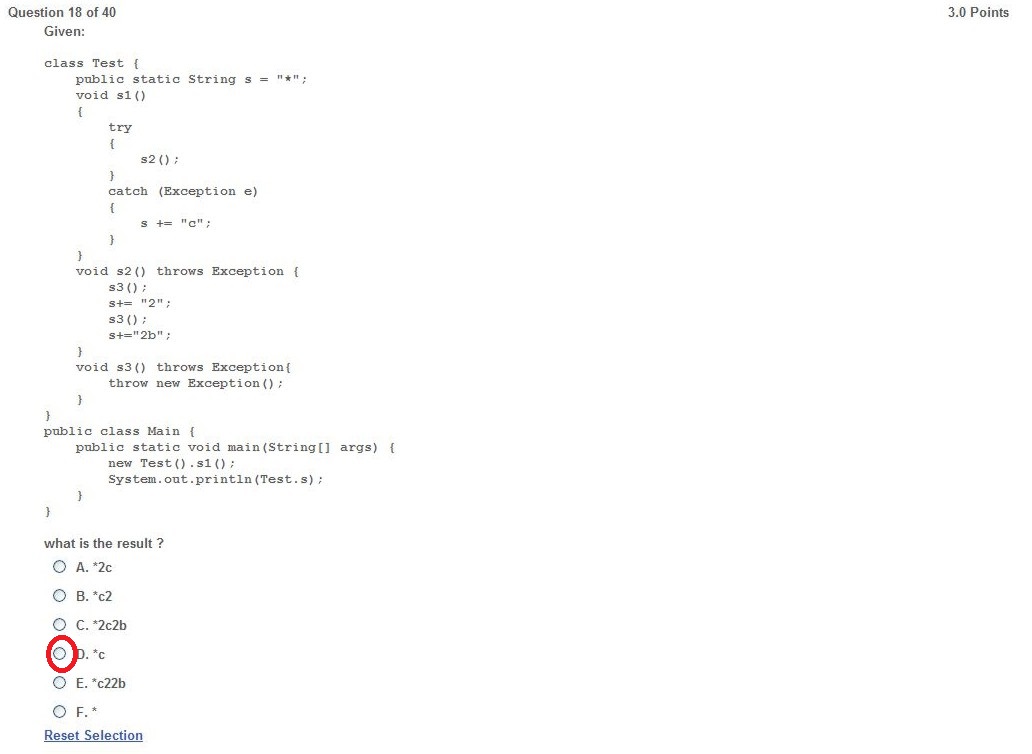 Question 18 of 40
3.0 Points
Given:
class Test {
public static String s = "*";
void s1()
{
try
{
s2();
}
catch (Exception e)
{
s += "c";
}
}
void s2() throws Exception {
s3();
s+= "2";
s3();
s+="2b";
}
void s3() throws Exception{
throw new Exception();
}
}
public class Main {
public static void main(String[] args) {
new Test().s1();
System.out.println(Test.s);
}
}
what is the result ?
A. *2c
B. *c2
C. *2c2b
D. *c
E. *c22b
F. *
Reset Selection